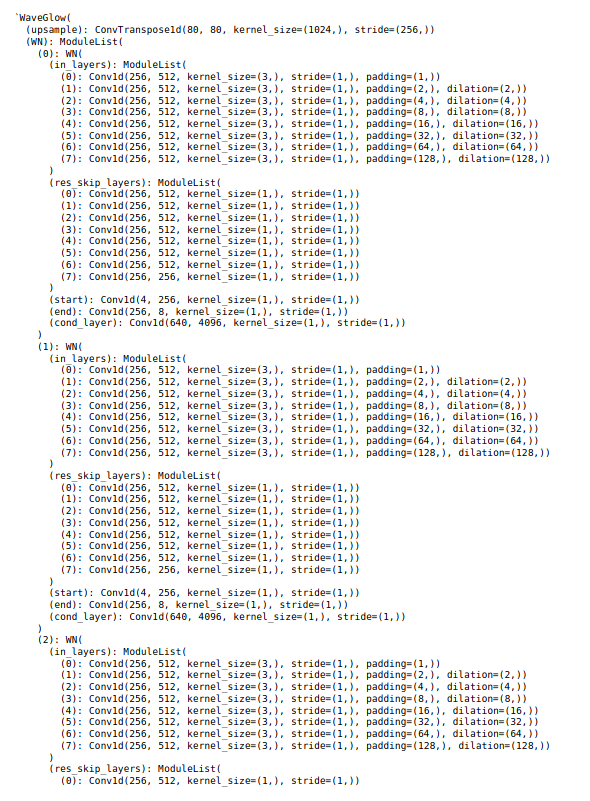 `WaveGlow(
  (upsample): ConvTranspose1d(80, 80, kernel_size=(1024,), stride=(256,))
  (WN): ModuleList(
    (0): WN(
      (in_layers): ModuleList(
        (0): Conv1d(256, 512, kernel_size=(3,), stride=(1,), padding=(1,))
        (1): Conv1d(256, 512, kernel_size=(3,), stride=(1,), padding=(2,), dilation=(2,))
        (2): Conv1d(256, 512, kernel_size=(3,), stride=(1,), padding=(4,), dilation=(4,))
        (3): Conv1d(256, 512, kernel_size=(3,), stride=(1,), padding=(8,), dilation=(8,))
        (4): Conv1d(256, 512, kernel_size=(3,), stride=(1,), padding=(16,), dilation=(16,))
        (5): Conv1d(256, 512, kernel_size=(3,), stride=(1,), padding=(32,), dilation=(32,))
        (6): Conv1d(256, 512, kernel_size=(3,), stride=(1,), padding=(64,), dilation=(64,))
        (7): Conv1d(256, 512, kernel_size=(3,), stride=(1,), padding=(128,), dilation=(128,))
      )
      (res_skip_layers): ModuleList(
        (0): Conv1d(256, 512, kernel_size=(1,), stride=(1,))
        (1): Conv1d(256, 512, kernel_size=(1,), stride=(1,))
        (2): Conv1d(256, 512, kernel_size=(1,), stride=(1,))
        (3): Conv1d(256, 512, kernel_size=(1,), stride=(1,))
        (4): Conv1d(256, 512, kernel_size=(1,), stride=(1,))
        (5): Conv1d(256, 512, kernel_size=(1,), stride=(1,))
        (6): Conv1d(256, 512, kernel_size=(1,), stride=(1,))
        (7): Conv1d(256, 256, kernel_size=(1,), stride=(1,))
      )
      (start): Conv1d(4, 256, kernel_size=(1,), stride=(1,))
      (end): Conv1d(256, 8, kernel_size=(1,), stride=(1,))
      (cond_layer): Conv1d(640, 4096, kernel_size=(1,), stride=(1,))
    )
    (1): WN(
      (in_layers): ModuleList(
        (0): Conv1d(256, 512, kernel_size=(3,), stride=(1,), padding=(1,))
        (1): Conv1d(256, 512, kernel_size=(3,), stride=(1,), padding=(2,), dilation=(2,))
        (2): Conv1d(256, 512, kernel_size=(3,), stride=(1,), padding=(4,), dilation=(4,))
        (3): Conv1d(256, 512, kernel_size=(3,), stride=(1,), padding=(8,), dilation=(8,))
        (4): Conv1d(256, 512, kernel_size=(3,), stride=(1,), padding=(16,), dilation=(16,))
        (5): Conv1d(256, 512, kernel_size=(3,), stride=(1,), padding=(32,), dilation=(32,))
        (6): Conv1d(256, 512, kernel_size=(3,), stride=(1,), padding=(64,), dilation=(64,))
        (7): Conv1d(256, 512, kernel_size=(3,), stride=(1,), padding=(128,), dilation=(128,))
      )
      (res_skip_layers): ModuleList(
        (0): Conv1d(256, 512, kernel_size=(1,), stride=(1,))
        (1): Conv1d(256, 512, kernel_size=(1,), stride=(1,))
        (2): Conv1d(256, 512, kernel_size=(1,), stride=(1,))
        (3): Conv1d(256, 512, kernel_size=(1,), stride=(1,))
        (4): Conv1d(256, 512, kernel_size=(1,), stride=(1,))
        (5): Conv1d(256, 512, kernel_size=(1,), stride=(1,))
        (6): Conv1d(256, 512, kernel_size=(1,), stride=(1,))
        (7): Conv1d(256, 256, kernel_size=(1,), stride=(1,))
      )
      (start): Conv1d(4, 256, kernel_size=(1,), stride=(1,))
      (end): Conv1d(256, 8, kernel_size=(1,), stride=(1,))
      (cond_layer): Conv1d(640, 4096, kernel_size=(1,), stride=(1,))
    )
    (2): WN(
      (in_layers): ModuleList(
        (0): Conv1d(256, 512, kernel_size=(3,), stride=(1,), padding=(1,))
        (1): Conv1d(256, 512, kernel_size=(3,), stride=(1,), padding=(2,), dilation=(2,))
        (2): Conv1d(256, 512, kernel_size=(3,), stride=(1,), padding=(4,), dilation=(4,))
        (3): Conv1d(256, 512, kernel_size=(3,), stride=(1,), padding=(8,), dilation=(8,))
        (4): Conv1d(256, 512, kernel_size=(3,), stride=(1,), padding=(16,), dilation=(16,))
        (5): Conv1d(256, 512, kernel_size=(3,), stride=(1,), padding=(32,), dilation=(32,))
        (6): Conv1d(256, 512, kernel_size=(3,), stride=(1,), padding=(64,), dilation=(64,))
        (7): Conv1d(256, 512, kernel_size=(3,), stride=(1,), padding=(128,), dilation=(128,))
      )
      (res_skip_layers): ModuleList(
        (0): Conv1d(256, 512, kernel_size=(1,), stride=(1,))